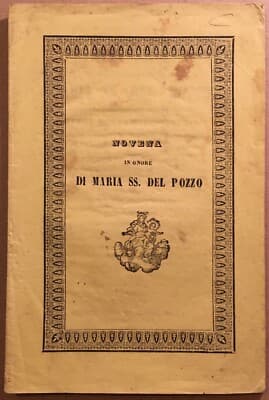 NOVENA
IN ONORE
DI MARIA SS. DEL POZZO